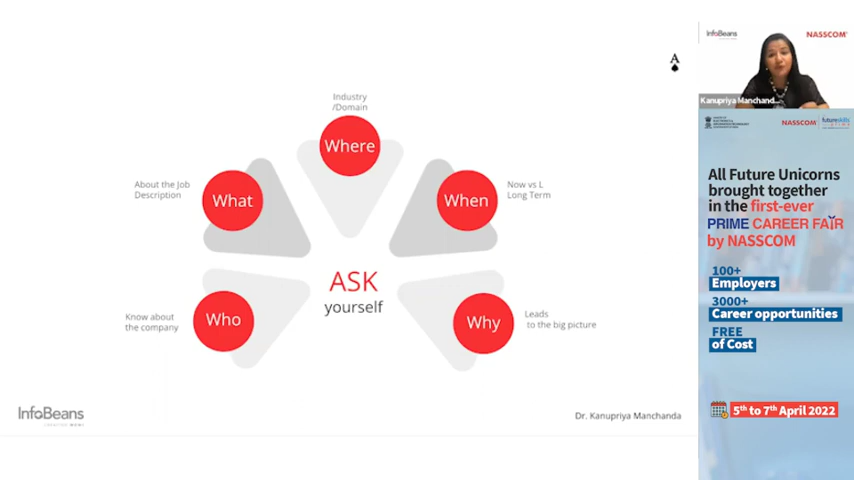 A
Industry
/Domain
Where
About the Job
Description
What
When
Now vs L
Long Term
ASK
yourself
Know about
the company
Who
Why
Leads
to the big picture
InfoBeans
Dr. Kanupriya Manchanda
InfoBeans
NASSCOM
Kanupriya Manchand...
NASSCOM
futureskills
All Future Unicorns
brought together
in the first-ever
PRIME CAREER FAIR
by NASSCOM
100+
Employers
3000+
Career opportunities
FREE
of Cost
5th to 7th April 2022